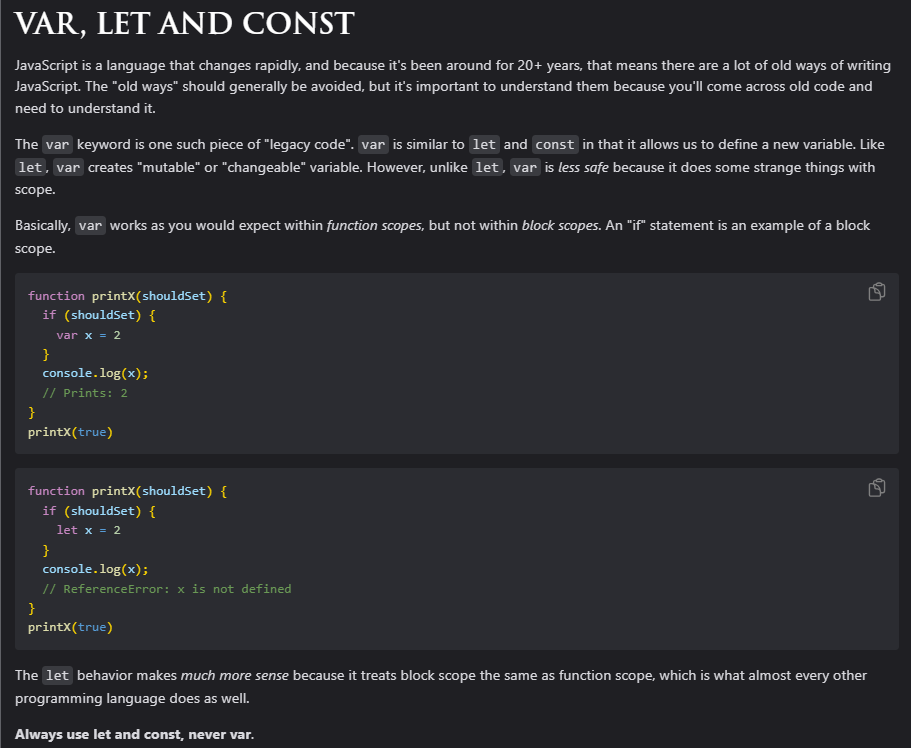 VAR, LET AND CONST
JavaScript is a language that changes rapidly, and because it's been around for 20+ years, that means there are a lot of old ways of writing
JavaScript. The "old ways" should generally be avoided, but it's important to understand them because you'll come across old code and
need to understand it.
The var keyword is one such piece of "legacy code". var is similar to let and const in that it allows us to define a new variable. Like
let, var creates "mutable" or "changeable" variable. However, unlike let, var is less safe because it does some strange things with
scope.
Basically, var works as you would expect within function scopes, but not within block scopes. An "if" statement is an example of a block
scope.
function printX(shouldSet) {
  if (shouldSet) {
    var x = 2
  }
  console.log(x);
  // Prints: 2
}
printX(true)
function printX(shouldSet) {
  if (shouldSet) {
    let x = 2
  }
  console.log(x);
  // ReferenceError: x is not defined
}
printX(true)
The let behavior makes much more sense because it treats block scope the same as function scope, which is what almost every other
programming language does as well.
Always use let and const, never var.